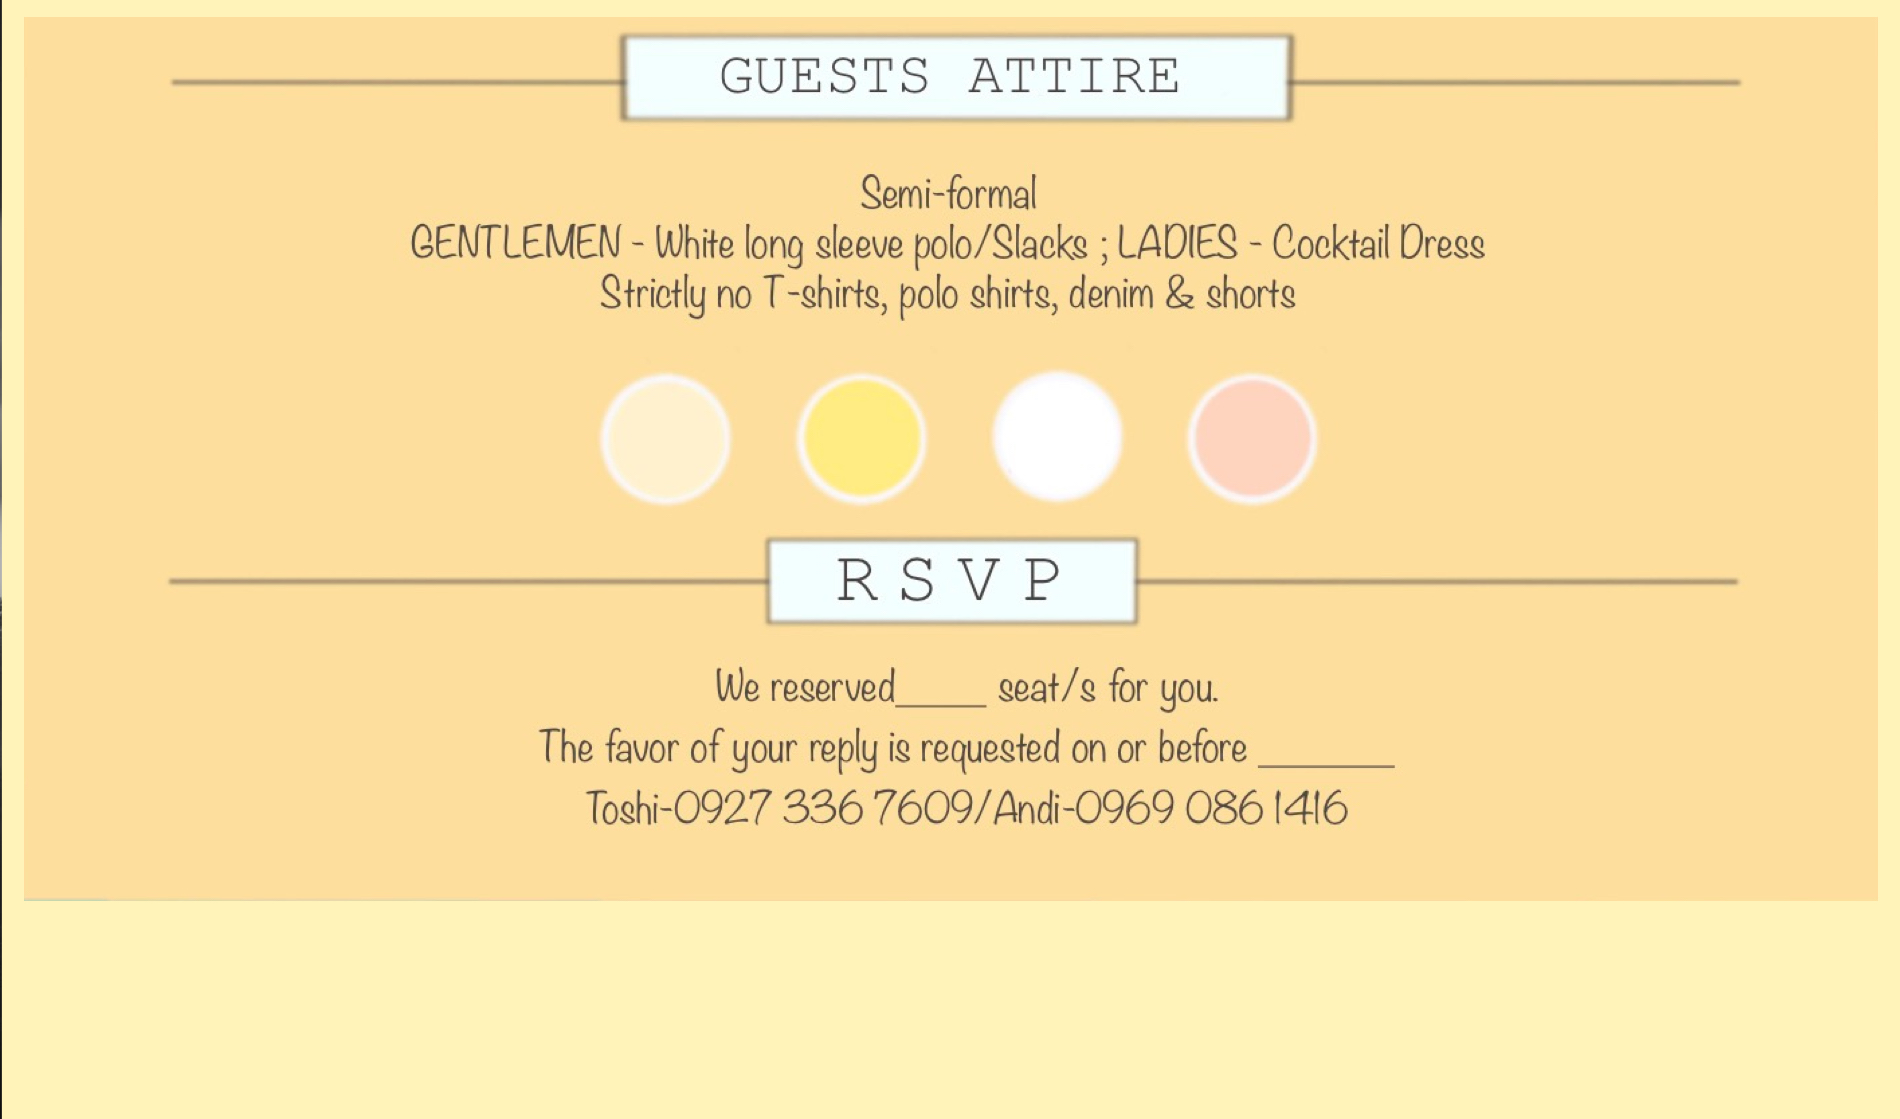 GUESTS ATTIRE
Semi-formal
GENTLEMEN - White long sleeve polo/Slacks ; LADIES - Cocktail Dress
Strictly no T-shirts, polo shirts, denim & shorts
RSVP
We reserved_____ seat/s for you.
The favor of your reply is requested on or before _______
Toshi-0927 336 7609/Andi-0969 086 1416